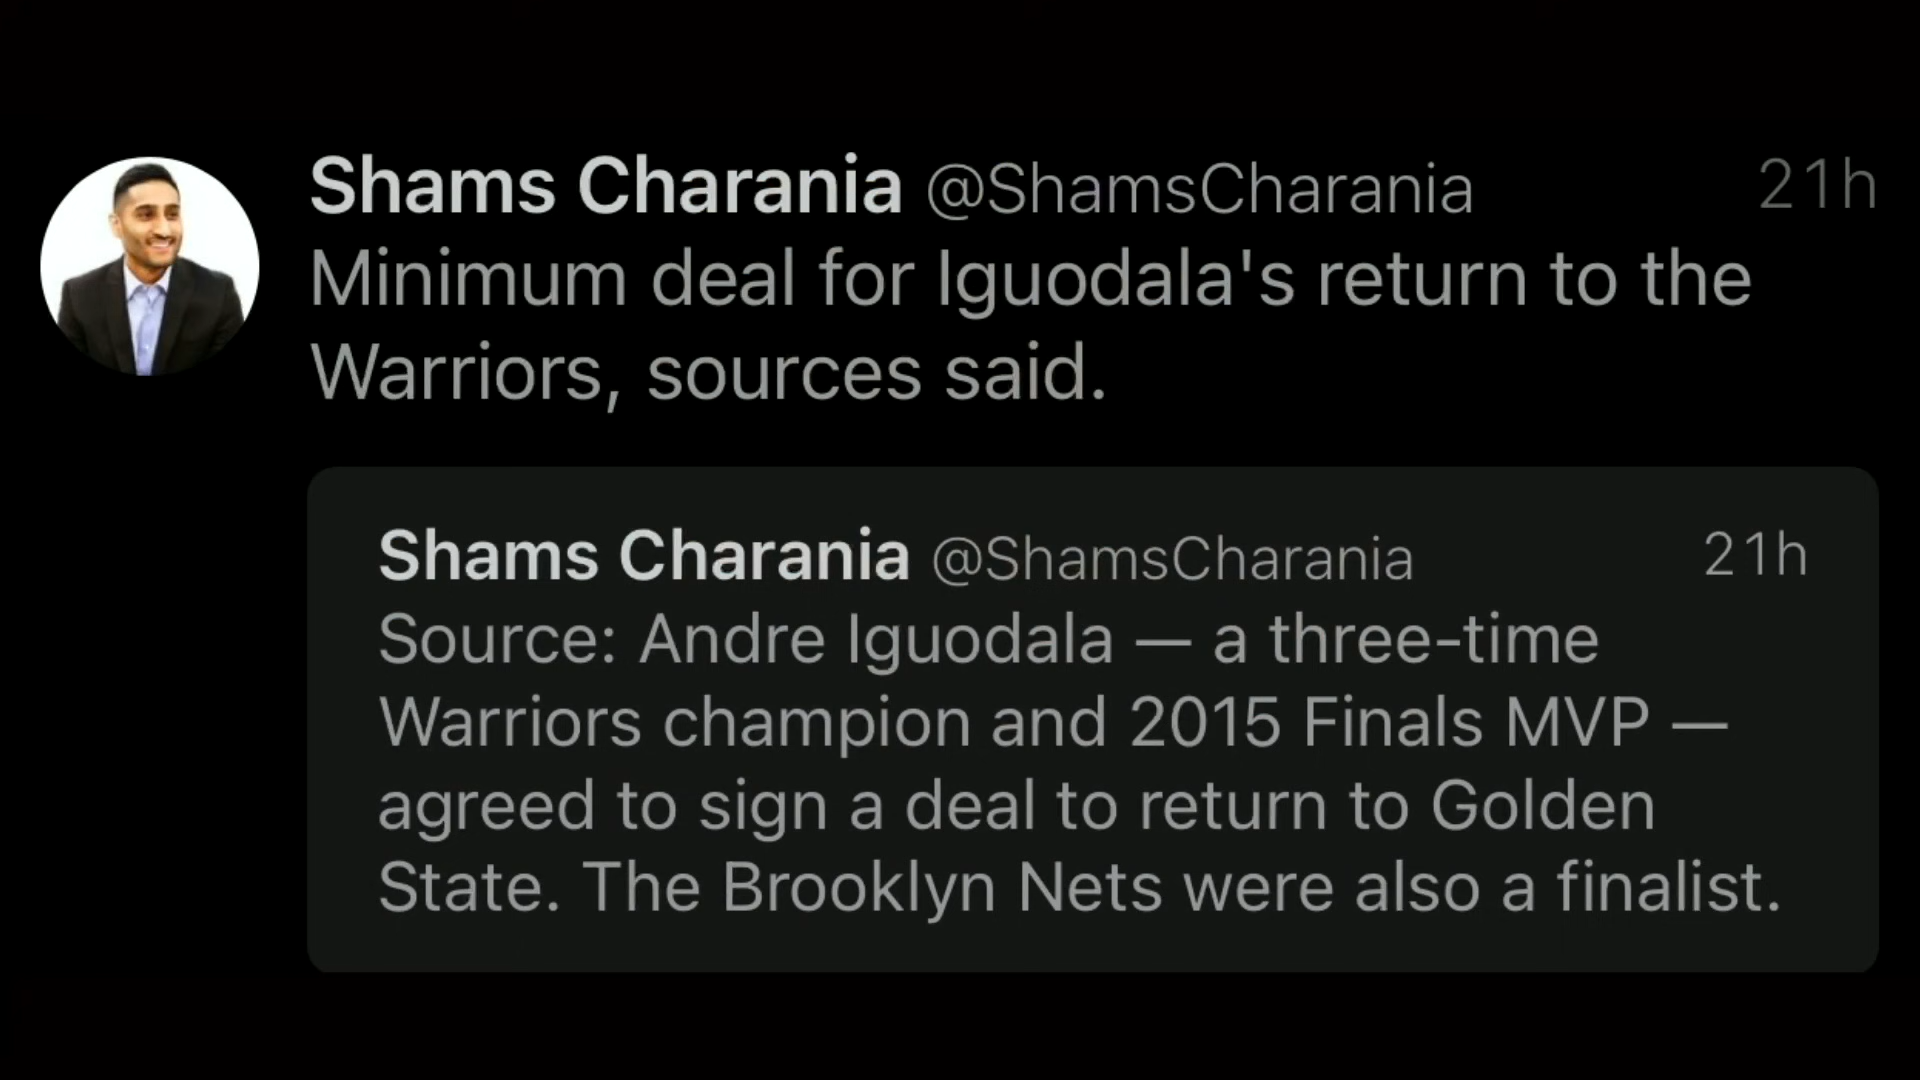 Shams Charania @ShamsCharania 21h
Minimum deal for Iguodala's return to the
Warriors, sources said.
Shams Charania @ShamsCharania 21h
Source: Andre Iguodala — a three-time
Warriors champion and 2015 Finals MVP —
agreed to sign a deal to return to Golden
State. The Brooklyn Nets were also a finalist.